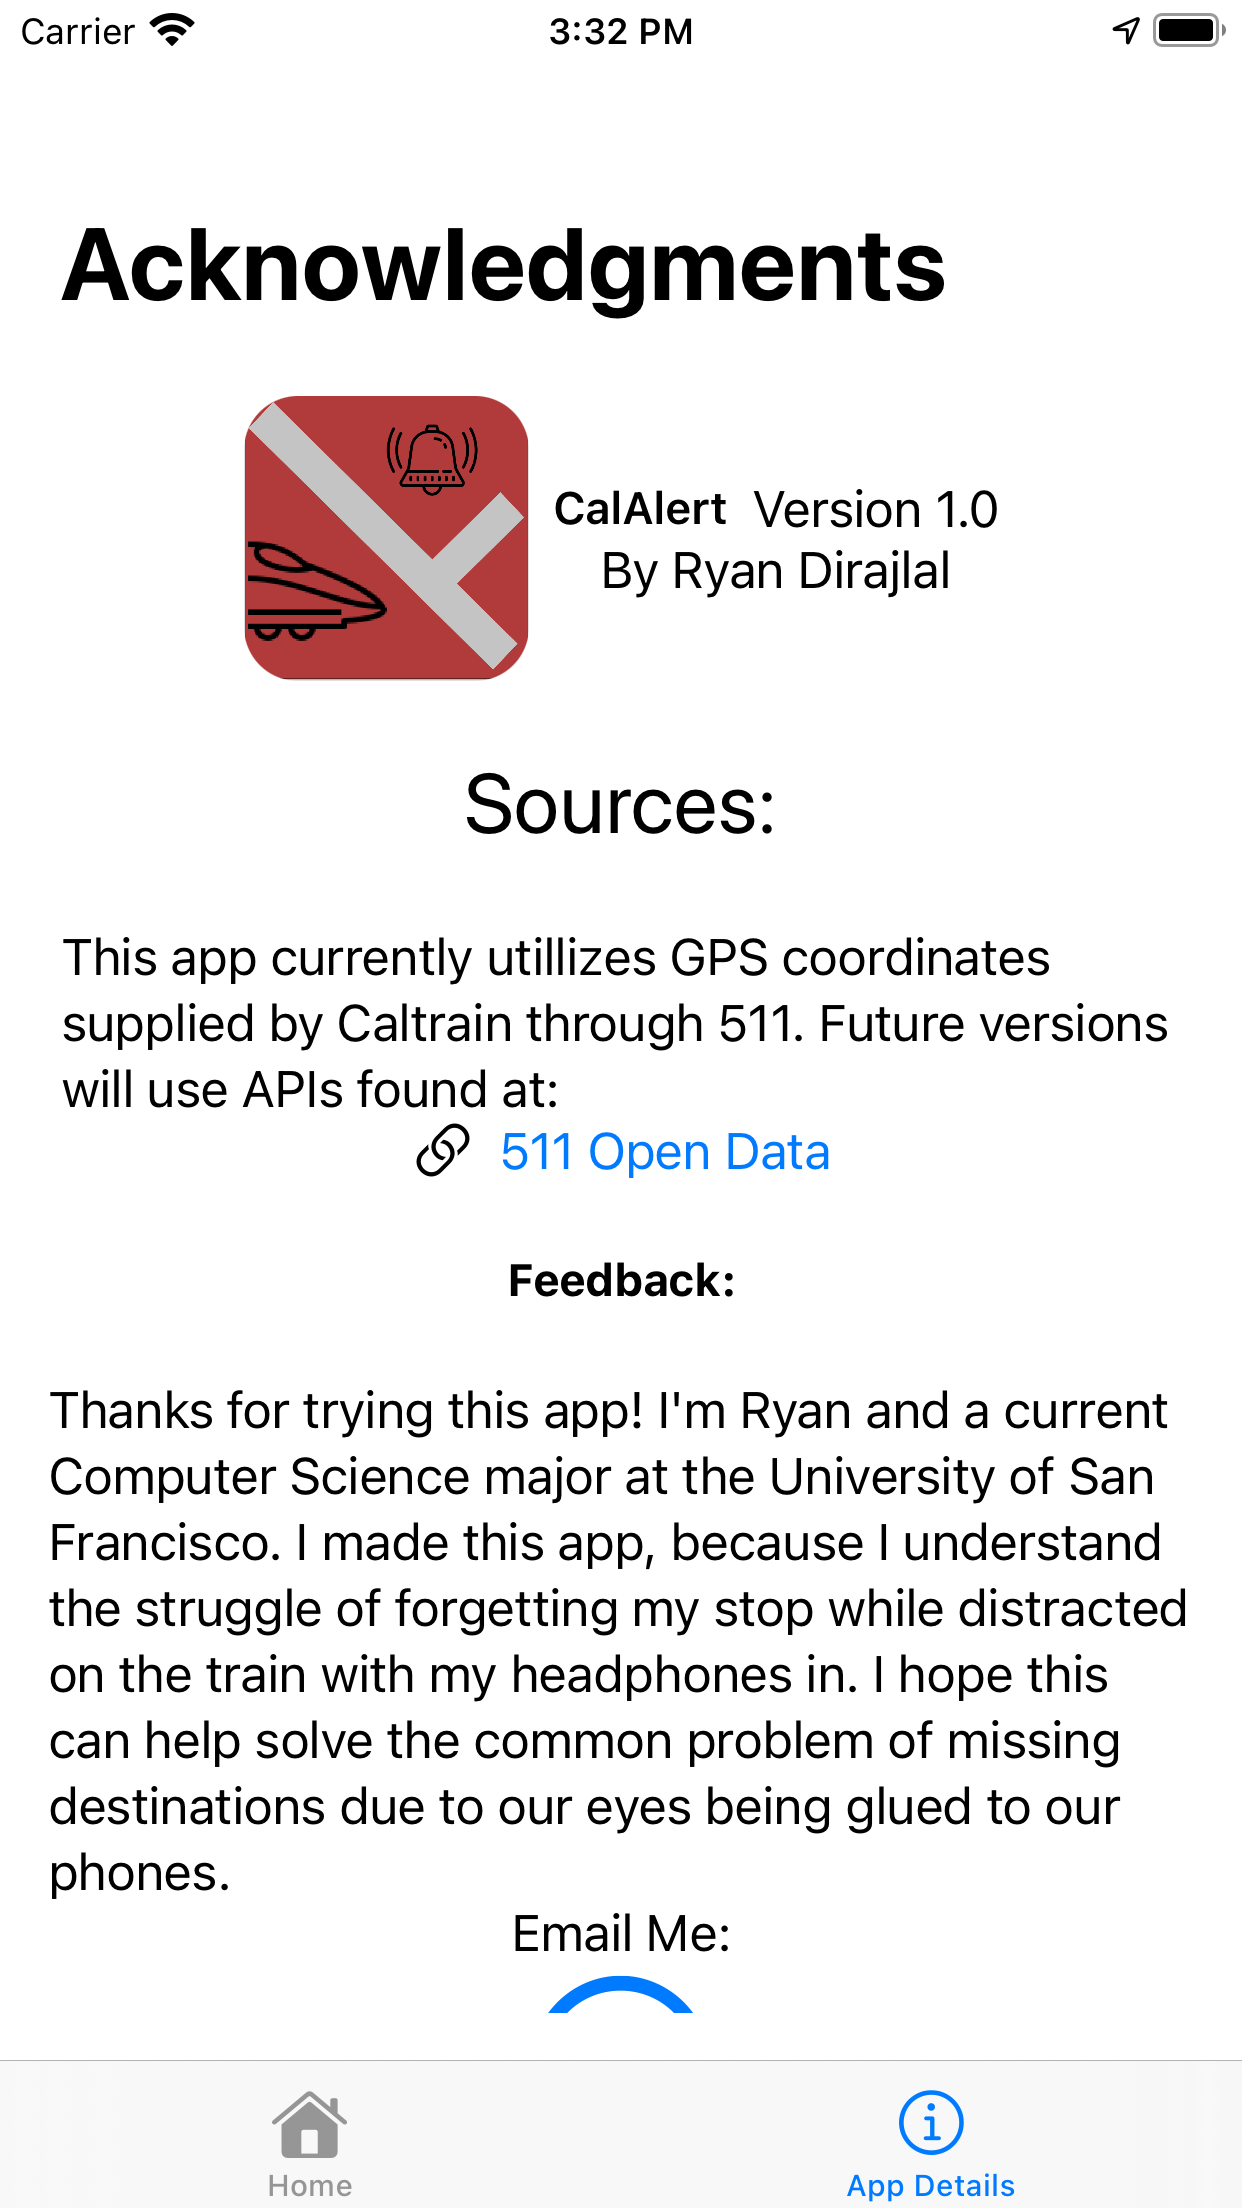 Carrier 3:32 PM
Acknowledgments
CalAlert Version 1.0
By Ryan Dirajlal
Sources:
This app currently utillizes GPS coordinates
supplied by Caltrain through 511. Future versions
will use APIs found at:
511 Open Data
Feedback:
Thanks for trying this app! I'm Ryan and a current
Computer Science major at the University of San
Francisco. I made this app, because I understand
the struggle of forgetting my stop while distracted
on the train with my headphones in. I hope this
can help solve the common problem of missing
destinations due to our eyes being glued to our
phones.
Email Me:
Home App Details